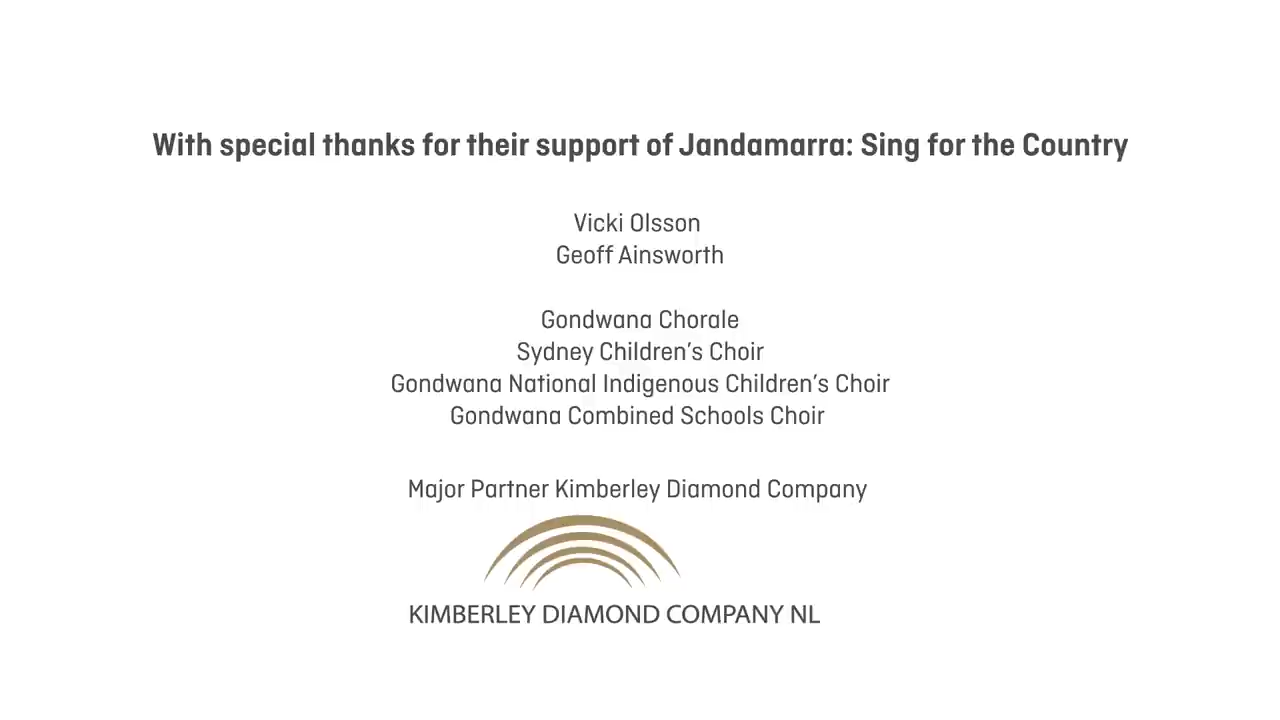 With special thanks for their support of Jandamarra: Sing for the Country
Vicki Olsson
Geoff Ainsworth
Gondwana Chorale
Sydney Children’s Choir
Gondwana National Indigenous Children’s Choir
Gondwana Combined Schools Choir
Major Partner Kimberley Diamond Company
KIMBERLEY DIAMOND COMPANY NL